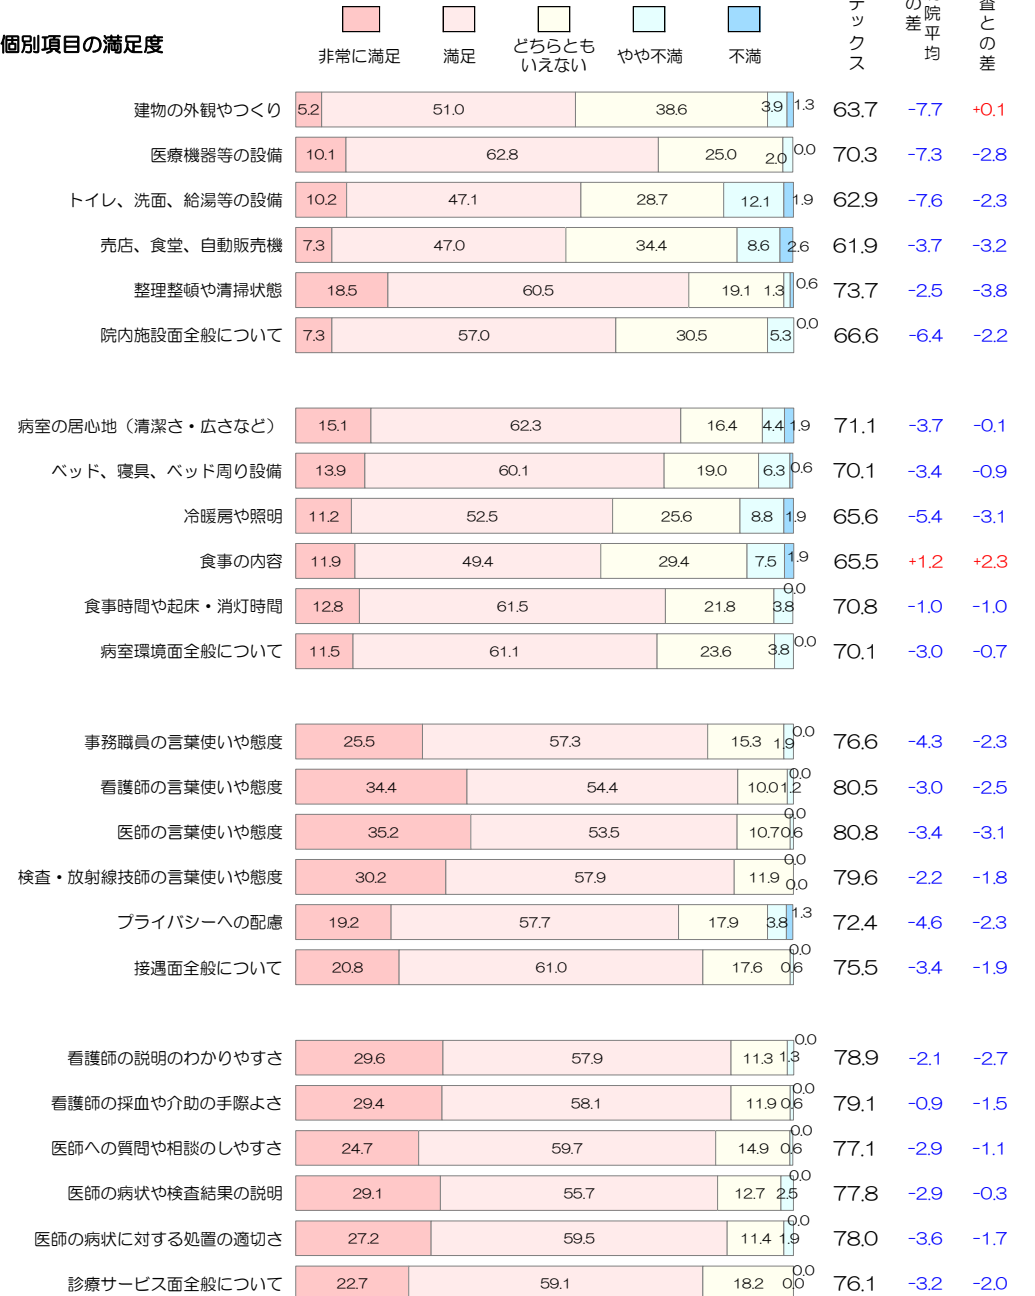 個別項目の満足度
非常に満足 満足 どちらとも やや不満 不満
いえない
デックス
の差
院平均
査との差
建物の外観やつくり 5.2 51.0 38.6 3.9 1.3 63.7 -7.7 +0.1
医療機器等の設備 10.1 62.8 25.0 2.0 0.0 70.3 -7.3 -2.8
トイレ、洗面、給湯等の設備 10.2 47.1 28.7 12.1 1.9 62.9 -7.6 -2.3
売店、食堂、自動販売機 7.3 47.0 34.4 8.6 2.6 61.9 -3.7 -3.2
整理整頓や清掃状態 18.5 60.5 19.1 1.3 0.6 73.7 -2.5 -3.8
院内施設面全般について 7.3 57.0 30.5 5.3 0.0 66.6 -6.4 -2.2
病室の居心地（清潔さ・広さなど） 15.1 62.3 16.4 4.4 1.9 71.1 -3.7 -0.1
ベッド、寝具、ベッド周り設備 13.9 60.1 19.0 6.3 0.6 70.1 -3.4 -0.9
冷暖房や照明 11.2 52.5 25.6 8.8 1.9 65.6 -5.4 -3.1
食事の内容 11.9 49.4 29.4 7.5 1.9 65.5 +1.2 +2.3
食事時間や起床・消灯時間 12.8 61.5 21.8 3.8 0.0 70.8 -1.0 -1.0
病室環境面全般について 11.5 61.1 23.6 3.8 0.0 70.1 -3.0 -0.7
事務職員の言葉使いや態度 25.5 57.3 15.3 1.9 0.0 76.6 -4.3 -2.3
看護師の言葉使いや態度 34.4 54.4 10.0 1.2 0.0 80.5 -3.0 -2.5
医師の言葉使いや態度 35.2 53.5 10.7 0.6 0.0 80.8 -3.4 -3.1
検査・放射線技師の言葉使いや態度 30.2 57.9 11.9 0.0 0.0 79.6 -2.2 -1.8
プライバシーへの配慮 19.2 57.7 17.9 3.8 1.3 72.4 -4.6 -2.3
接遇面全般について 20.8 61.0 17.6 0.6 0.0 75.5 -3.4 -1.9
看護師の説明のわかりやすさ 29.6 57.9 11.3 1.3 0.0 78.9 -2.1 -2.7
看護師の採血や介助の手際よさ 29.4 58.1 11.9 0.6 0.0 79.1 -0.9 -1.5
医師への質問や相談のしやすさ 24.7 59.7 14.9 0.6 0.0 77.1 -2.9 -1.1
医師の病状や検査結果の説明 29.1 55.7 12.7 2.5 0.0 77.8 -2.9 -0.3
医師の病状に対する処置の適切さ 27.2 59.5 11.4 1.9 0.0 78.0 -3.6 -1.7
診療サービス面全般について 22.7 59.1 18.2 0.0 0.0 76.1 -3.2 -2.0